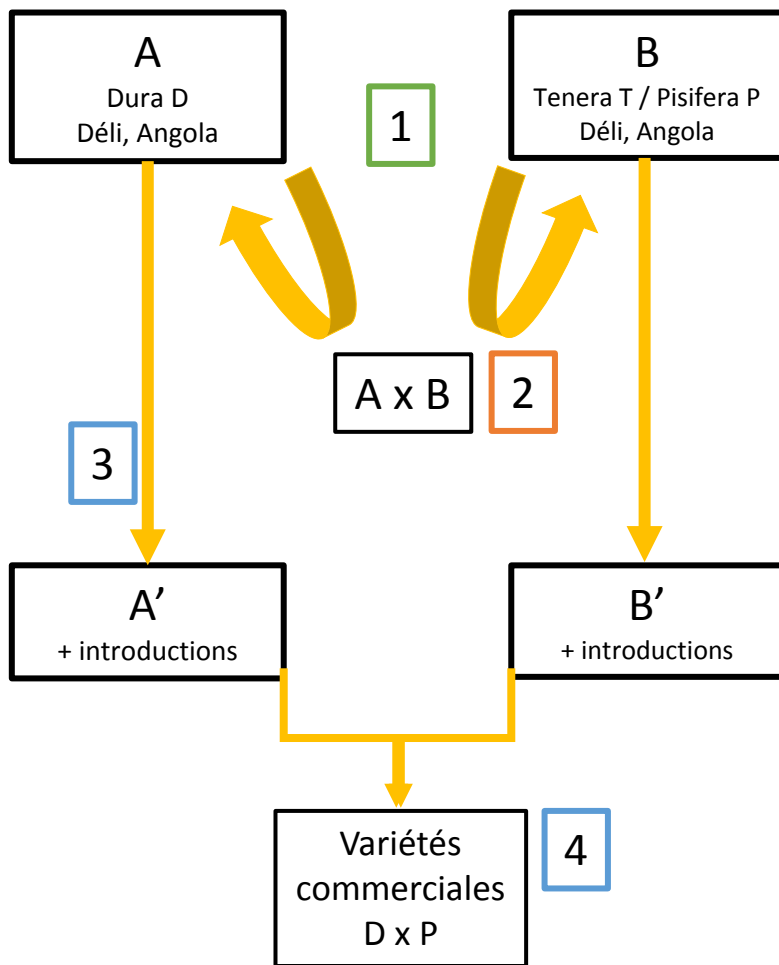 A
Dura D
Déli, Angola
1
B
Tenera T / Pisifera P
Déli, Angola
A x B
2
3
A’
+ introductions
B’
+ introductions
Variétés
commerciales
D x P
4